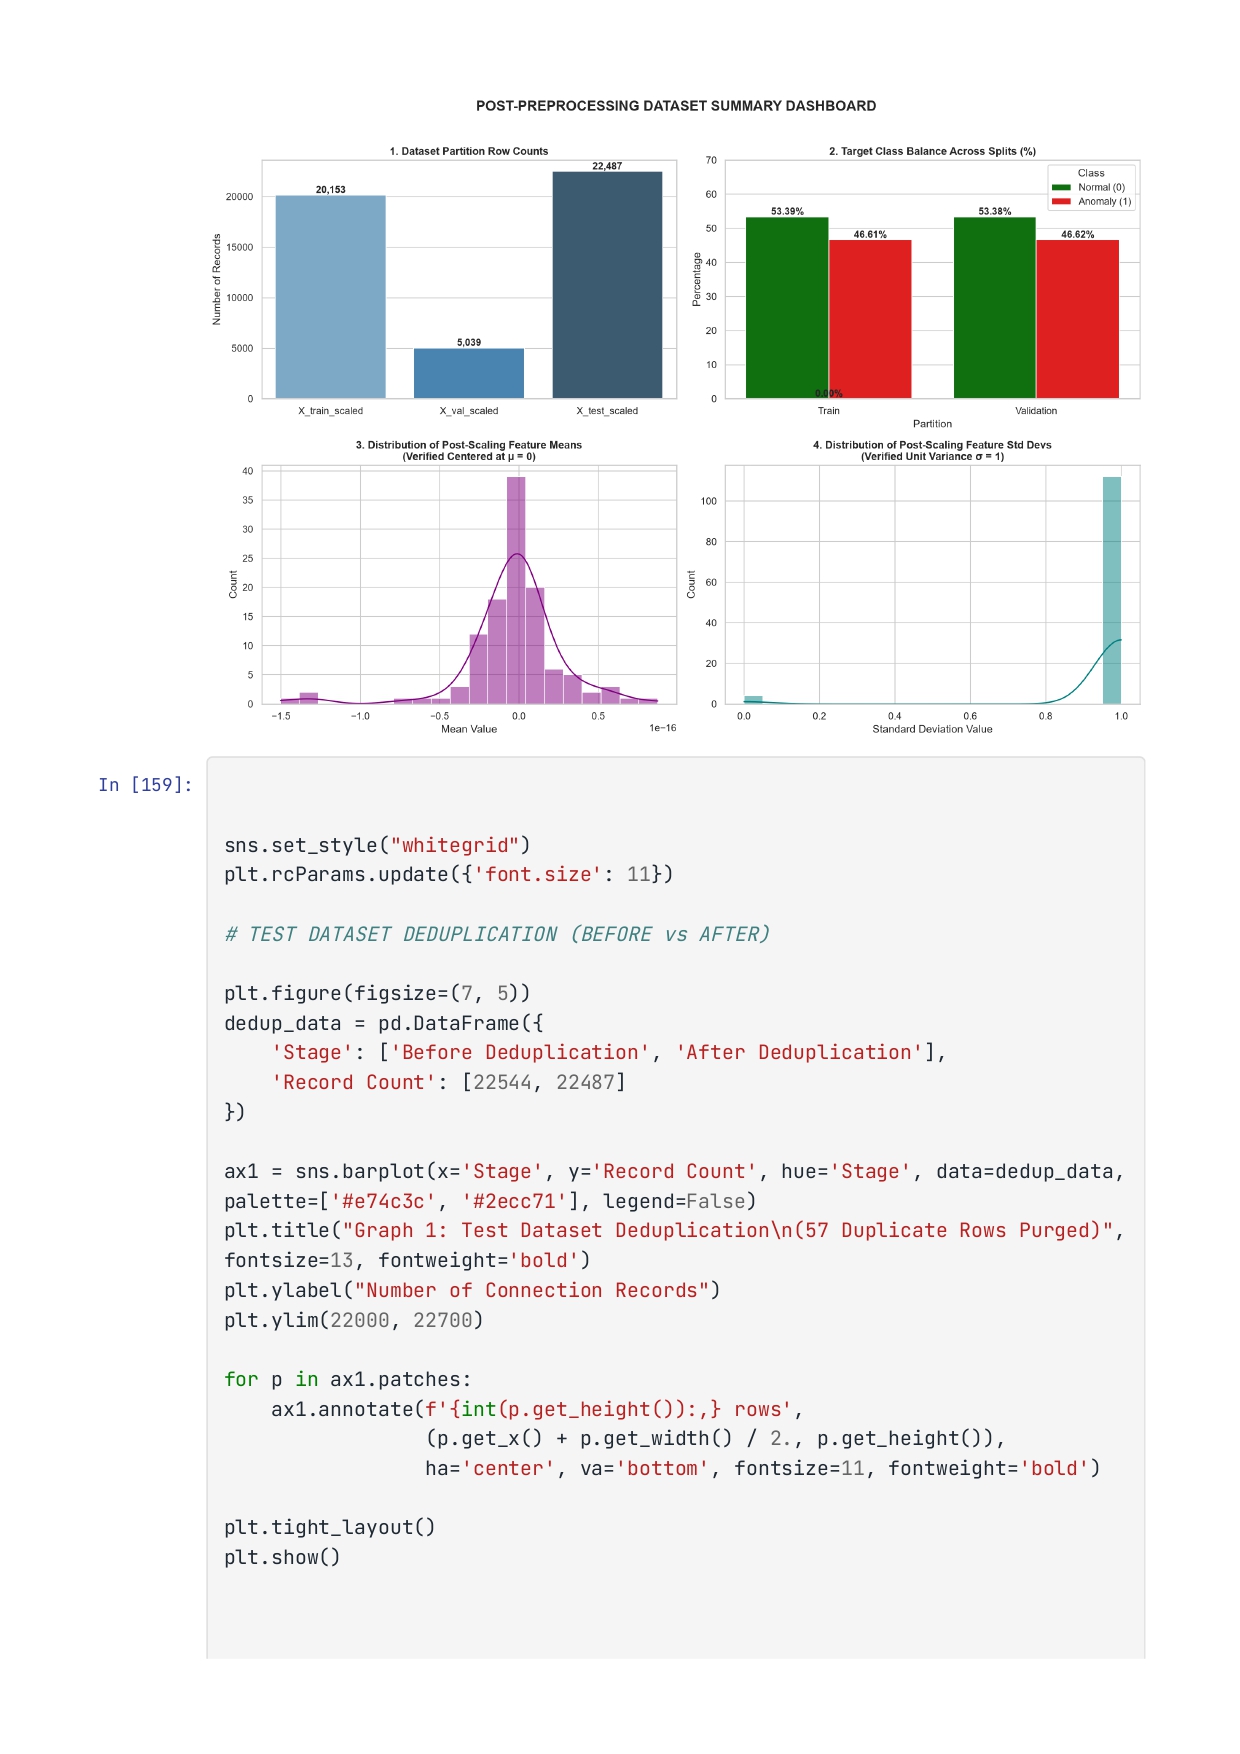 POST-PREPROCESSING DATASET SUMMARY DASHBOARD
1. Dataset Partition Row Counts
Number of Records
20000
15000
10000
5000
0
20,153
5,039
22,487
X_train_scaled
X_val_scaled
X_test_scaled
2. Target Class Balance Across Splits (%)
Percentage
70
60
50
40
30
20
10
0
Class
Normal (0)
Anomaly (1)
53.39%
46.61%
53.38%
46.62%
0.00%
Train
Validation
Partition
3. Distribution of Post-Scaling Feature Means
(Verified Centered at μ = 0)
Count
40
35
30
25
20
15
10
5
0
−1.5
−1.0
−0.5
0.0
0.5
1e−16
Mean Value
4. Distribution of Post-Scaling Feature Std Devs
(Verified Unit Variance σ = 1)
Count
100
80
60
40
20
0
0.0
0.2
0.4
0.6
0.8
1.0
Standard Deviation Value
In [159]:
sns.set_style("whitegrid")
plt.rcParams.update({'font.size': 11})
# TEST DATASET DEDUPLICATION (BEFORE vs AFTER)
plt.figure(figsize=(7, 5))
dedup_data = pd.DataFrame({
    'Stage': ['Before Deduplication', 'After Deduplication'],
    'Record Count': [22544, 22487]
})
ax1 = sns.barplot(x='Stage', y='Record Count', hue='Stage', data=dedup_data,
palette=['#e74c3c', '#2ecc71'], legend=False)
plt.title("Graph 1: Test Dataset Deduplication\n(57 Duplicate Rows Purged)",
fontsize=13, fontweight='bold')
plt.ylabel("Number of Connection Records")
plt.ylim(22000, 22700)
for p in ax1.patches:
    ax1.annotate(f'{int(p.get_height()):,} rows',
                 (p.get_x() + p.get_width() / 2., p.get_height()),
                 ha='center', va='bottom', fontsize=11, fontweight='bold')
plt.tight_layout()
plt.show()